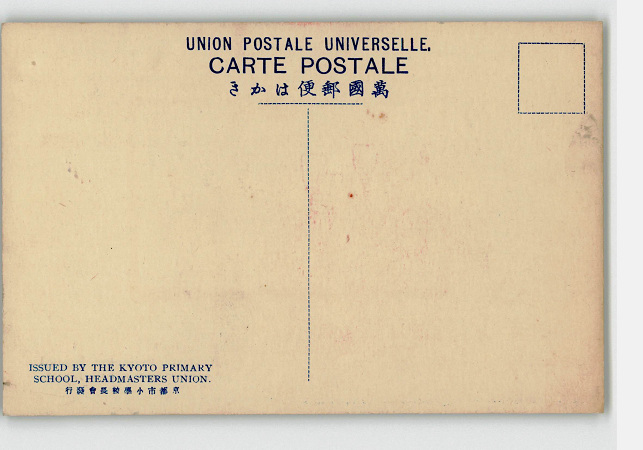 UNION POSTALE UNIVERSELLE.
CARTE POSTALE
萬國郵便はかき
ISSUED BY THE KYOTO PRIMARY
SCHOOL, HEADMASTERS UNION.
京都市小學校長會發行